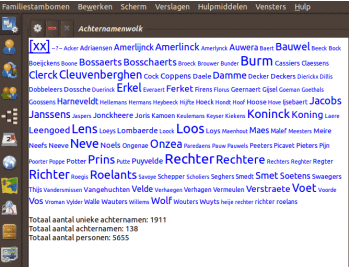 Familiestambomen Bewerken Scherm Verslagen Hulpmiddelen Vensters Hulp
Achternamenwolk
[XX] – ? – Acker Adriaensen Amerlijnck Amerlinck Amerlynck Auwera Baert Bauwel Beeck Bock
Boeijckens Boone Bossaerts Bosschaerts Broeck Brouwer Bunder Burm Cassiers Claessens
Clerck Cleuvenberghen Cock Coppens Daele Damme Decker Deckers Dierickx Dillis
Dobbeleers Dossche Duerinck Erkel Everaert Ferket Firens Florus Geernaert Gijsel Goeman Goethals
Goossens Harneveldt Hellemans Hermans Heybeeck Hijfte Hoeck Hondt Hoof Hoose Howe Ijsebaert Jacobs
Janssens Jaspers Jonckheere Joris Kamoen Keulemans Keyser Kiekens Koninck Koning Laere
Leengoed Lens Loeys Lombaerde Loock Loos Loys Maenhout Maes Malef Meesters Meire
Neefs Neeve Neve Noels Ongenae Onzea Paredaens Pauw Pauwels Peeters Picavet Pieters Pijn
Poorter Poppe Potter Prins Putte Puyvelde Rechter Rechtere Rechters Reghter Regter
Richter Roegis Roelants Savoye Schepper Scholiers Seghers Smedt Smet Soetens Swaegers
Thijs Vandersmissen Vangehuchten Velde Verhaegen Verhagen Vermeulen Verstraete Voet Voorde
Vos Vroman Vylder Walle Wauters Willems Wolf Wouters Wuyts heije rechter richter roelans
Totaal aantal unieke achternamen: 1911
Totaal aantal achternamen: 138
Totaal aantal personen: 5655